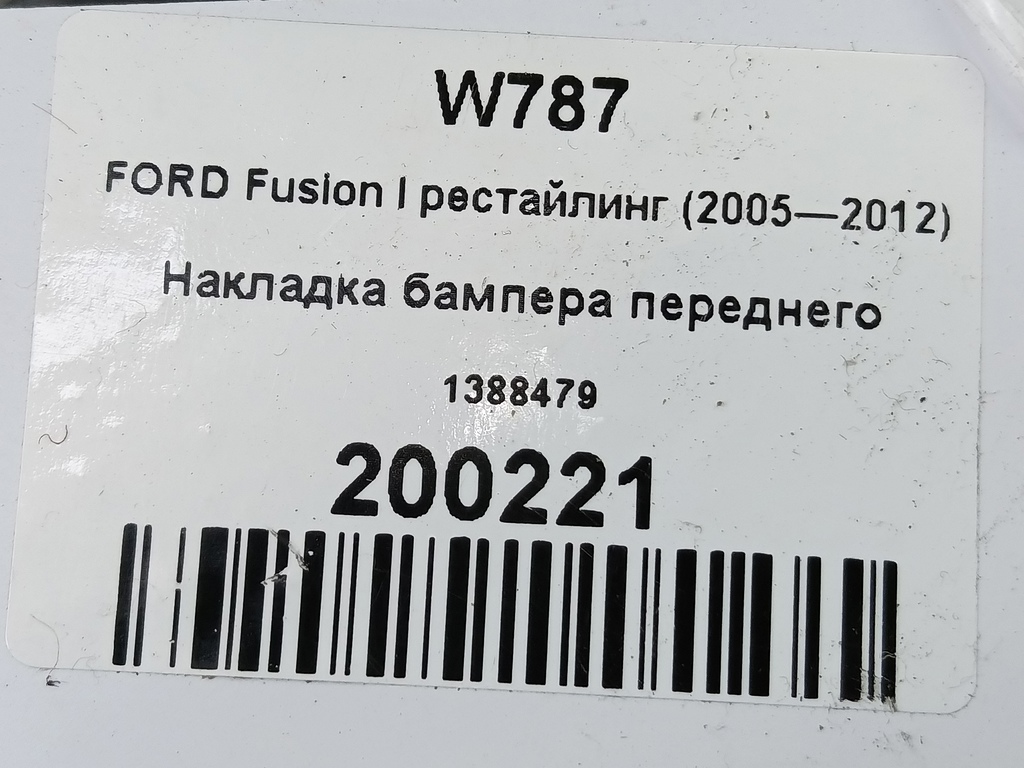 W787
FORD Fusion I рестайлинг (2005—2012)
Накладка бампера переднего
1388479
200221